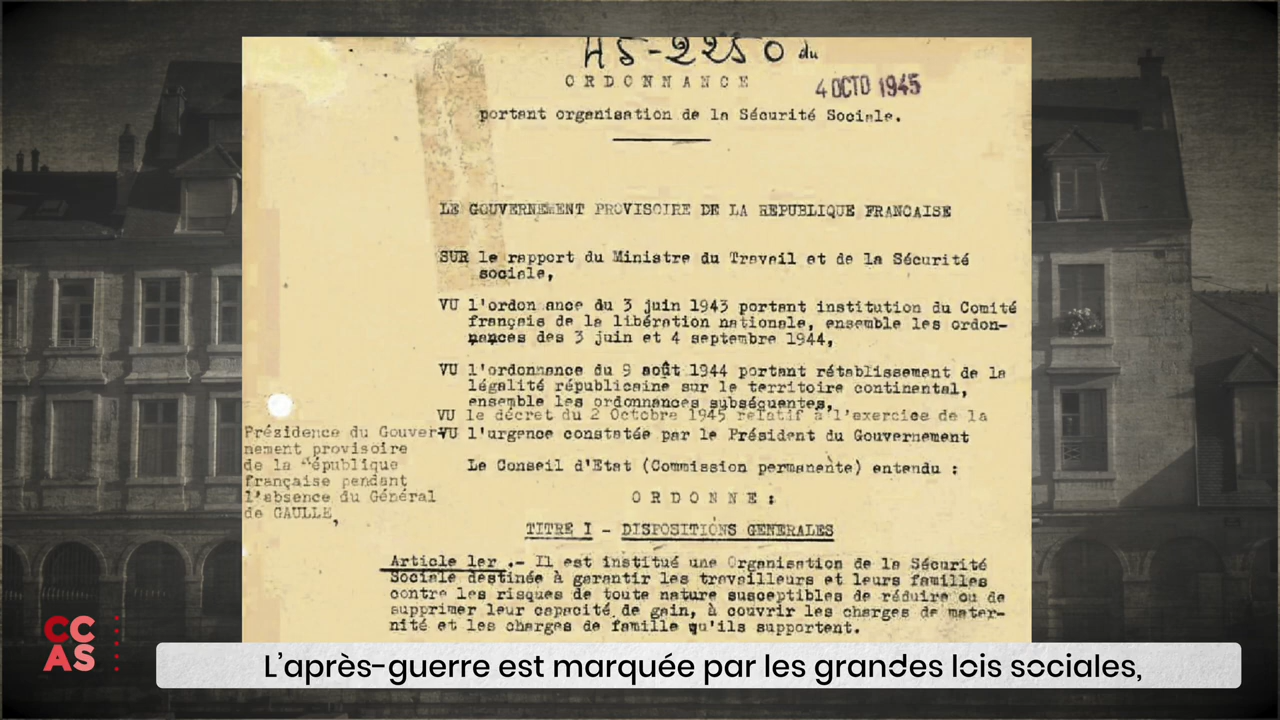 45-2250 du
ORDONNANCE
4 OCTO 1945
portant organisation de la Sécurité Sociale.
LE GOUVERNEMENT PROVISOIRE DE LA REPUBLIQUE FRANCAISE
SUR le rapport du Ministre du Travail et de la Sécurité
sociale,
VU l'ordon ance du 3 juin 1943 portant institution du Comité
français de la libération nationale, ensemble les ordon-
nances des 3 juin et 4 septembre 1944,
VU l'ordonnance du 9 août 1944 portant rétablissement de la
légalité républicaine sur le territoire continental,
ensemble les ordonnances subséquentes,
VU le décret du 2 Octobre 1945 relatif à l'exercice de la
Présidence du Gouver-
nement provisoire
de la République
française pendant
l'absence du Général
de GAULLE,
VU l'urgence constatée par le Président du Gouvernement
Le Conseil d'Etat (Commission permanente) entendu :
ORDONNE :
TITRE I - DISPOSITIONS GENERALES
Article 1er .- Il est institué une Organisation de la Sécurité
Sociale destinée à garantir les travailleurs et leurs familles
contre les risques de toute nature susceptibles de réduire ou de
supprimer leur capacité de gain, à couvrir les charges de mater-
nité et les charges de famille qu'ils supportent.
CC
AS
L'après-guerre est marquée par les grandes lois sociales,